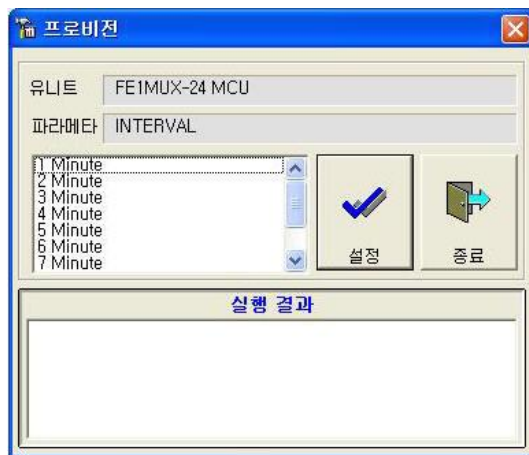 프로비전
유니트 FE1MUX-24 MCU
파라메타 INTERVAL
1 Minute
2 Minute
3 Minute
4 Minute
5 Minute
6 Minute
7 Minute
설정
종료
실행 결과